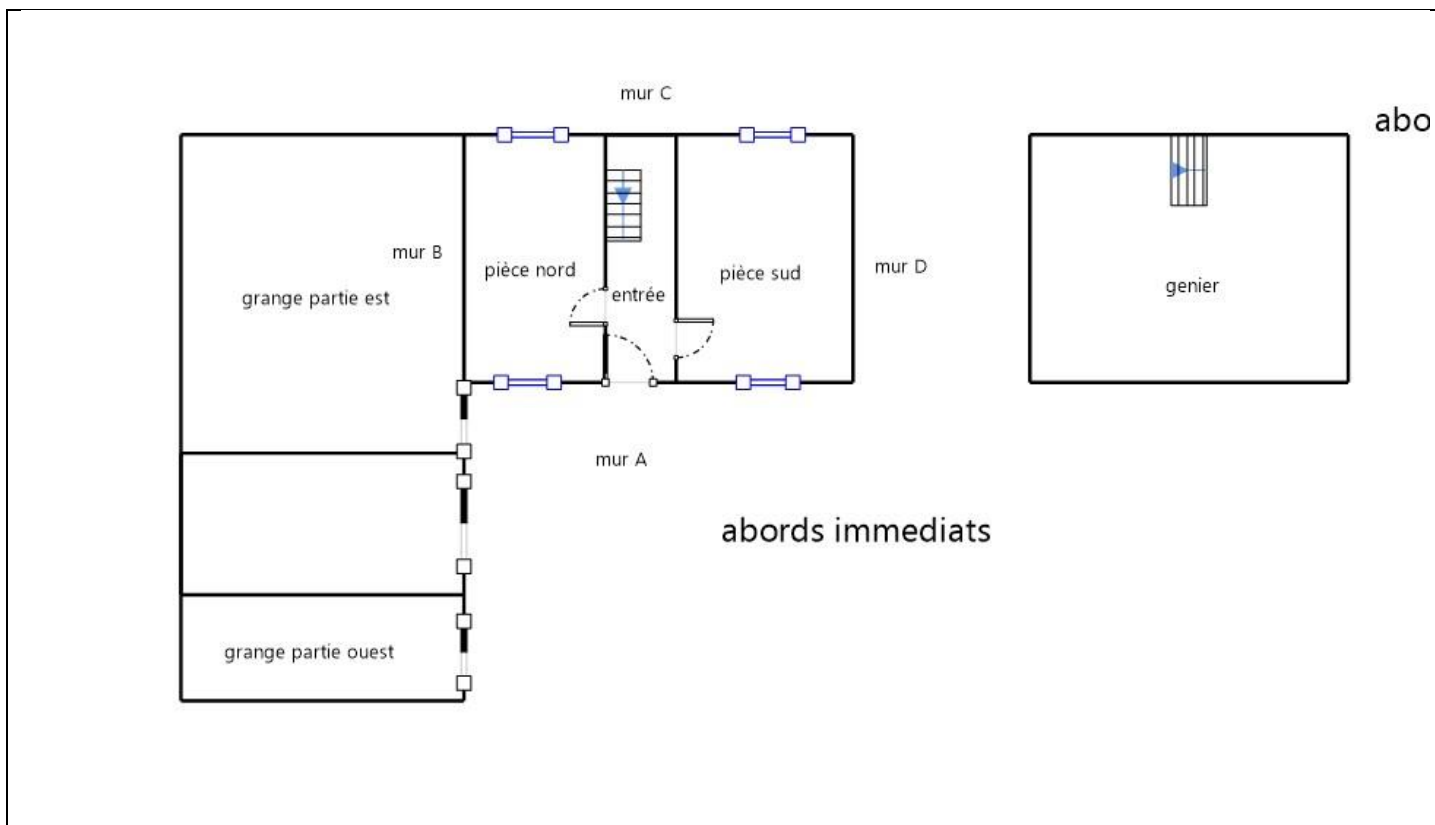 mur C
abo
mur B
pièce nord
pièce sud
mur D
grange partie est
entrée
genier
mur A
abords immediats
grange partie ouest